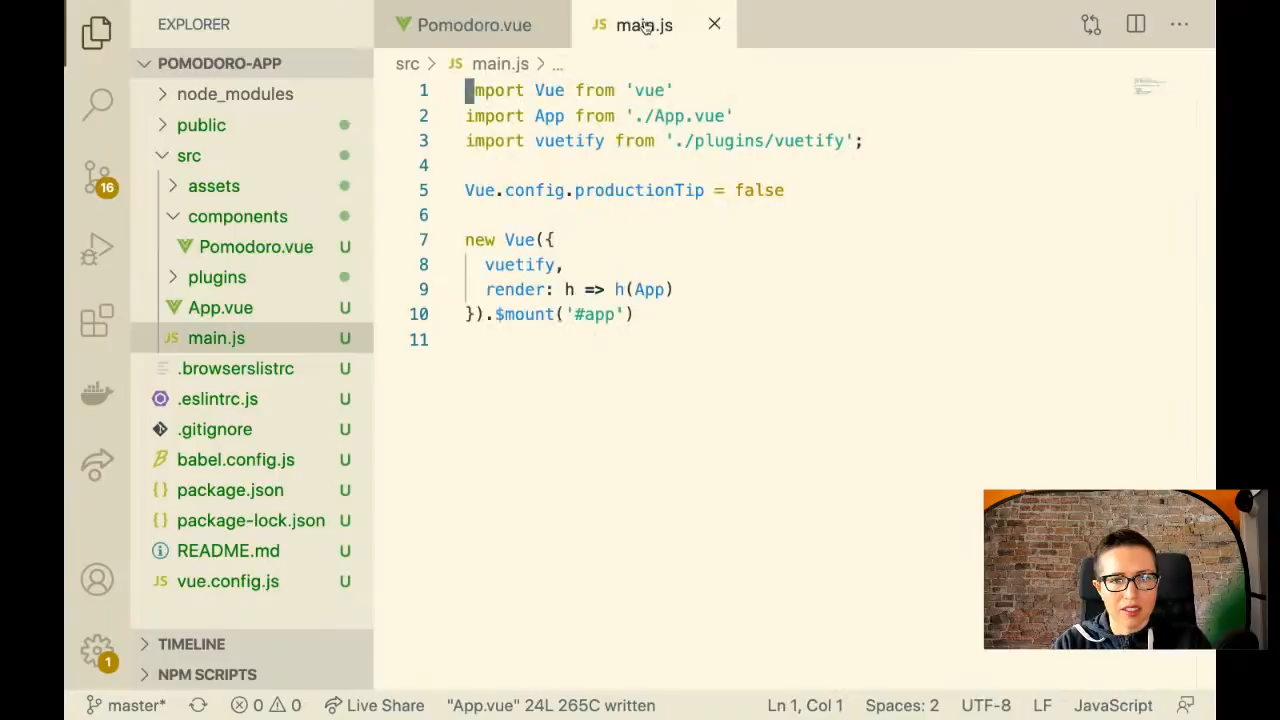 EXPLORER
POMODORO-APP
node_modules
public
src
assets
components
Pomodoro.vue U
plugins
App.vue U
JS main.js U
.browserslistrc U
.eslintrc.js U
.gitignore U
babel.config.js U
{} package.json U
{} package-lock.json U
README.md U
JS vue.config.js U
TIMELINE
NPM SCRIPTS
16
1
Pomodoro.vue
JS main.js
src > JS main.js > ...
1 import Vue from 'vue'
2 import App from './App.vue'
3 import vuetify from './plugins/vuetify';
4
5 Vue.config.productionTip = false
6
7 new Vue({
8 vuetify,
9 render: h => h(App)
10 }).$mount('#app')
11
master* 0 0 Live Share "App.vue" 24L 265C written Ln 1, Col 1 Spaces: 2 UTF-8 LF JavaScript